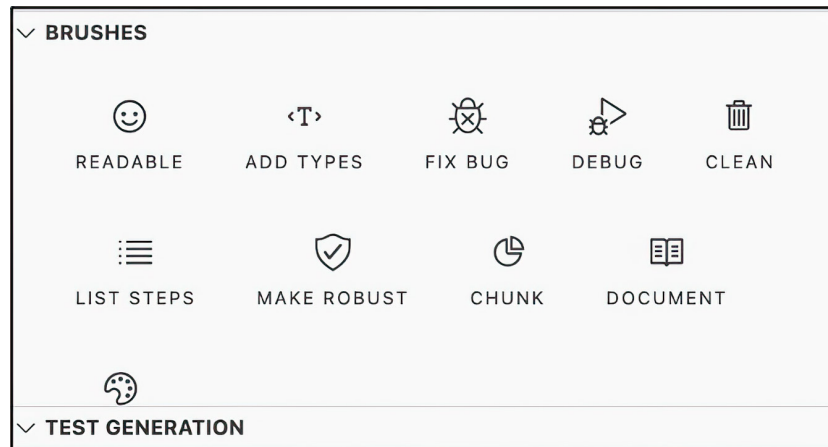 BRUSHES
READABLE ADD TYPES FIX BUG DEBUG CLEAN
LIST STEPS MAKE ROBUST CHUNK DOCUMENT
TEST GENERATION